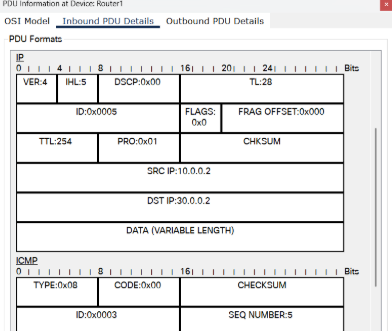 PDU Information at Device: Router1
OSI Model Inbound PDU Details Outbound PDU Details
PDU Formats
IP
0 4 8 16 20 24 Bits
VER:4 IHL:5 DSCP:0x00 TL:28
ID:0x0005 FLAGS: 0x0 FRAG OFFSET:0x000
TTL:254 PRO:0x01 CHKSUM
SRC IP:10.0.0.2
DST IP:30.0.0.2
DATA (VARIABLE LENGTH)
ICMP
0 4 8 16 Bits
TYPE:0x08 CODE:0x00 CHECKSUM
ID:0x0003 SEQ NUMBER:5